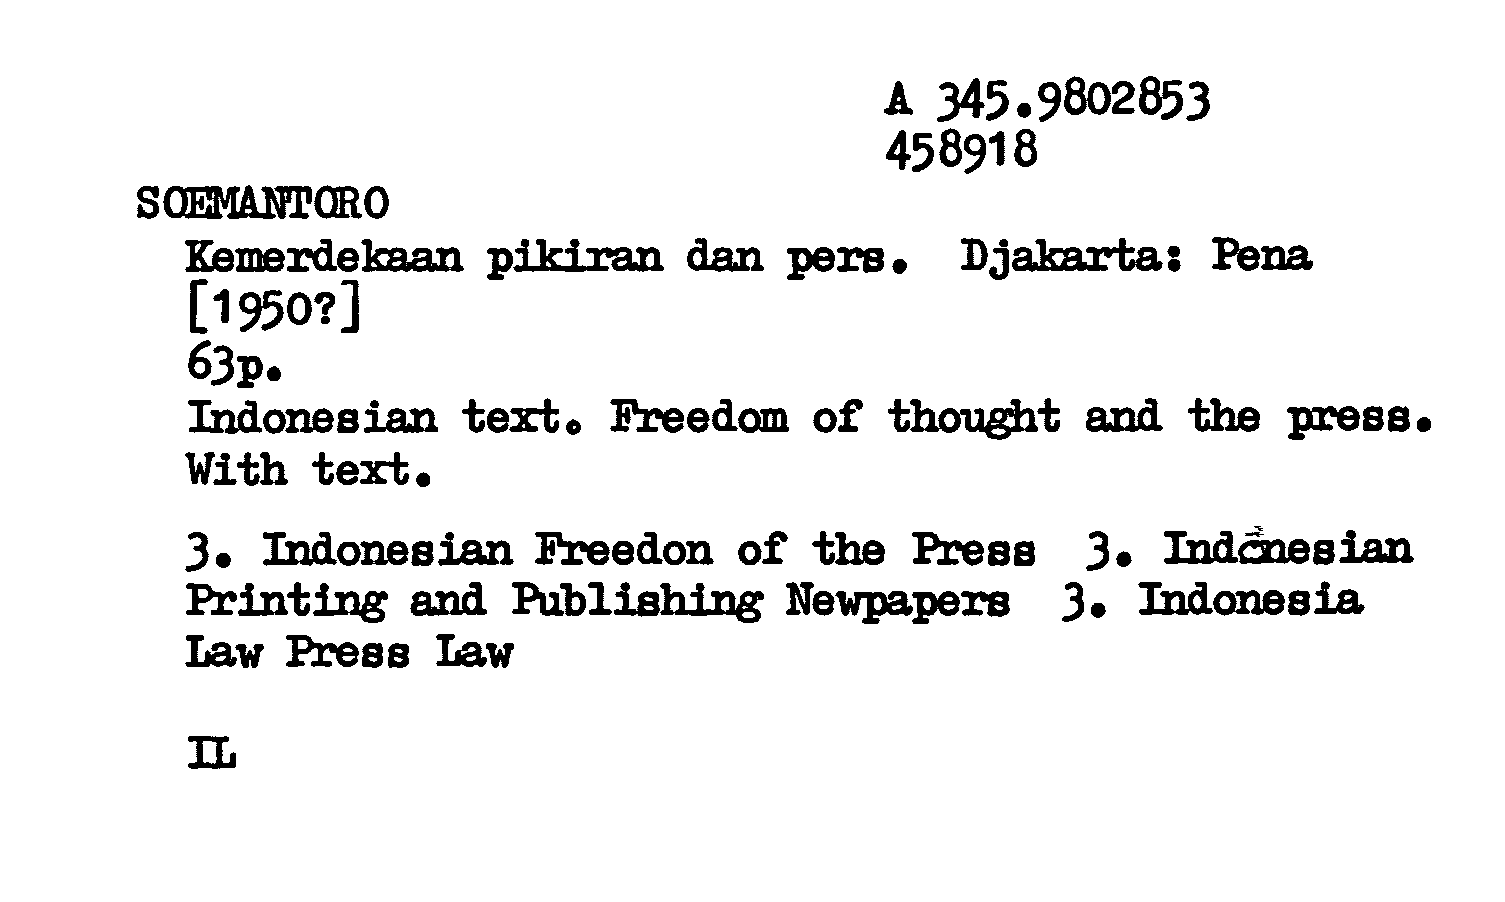 A 345.9802853
458918
SOEMANTORO
Kemerdekaan pikiran dan pers. Djakarta: Pena
[1950?]
63p.
Indonesian text. Freedom of thought and the press.
With text.
3. Indonesian Freedon of the Press 3. Indonesian
Printing and Publishing Newpapers 3. Indonesia
Law Press Law
IL